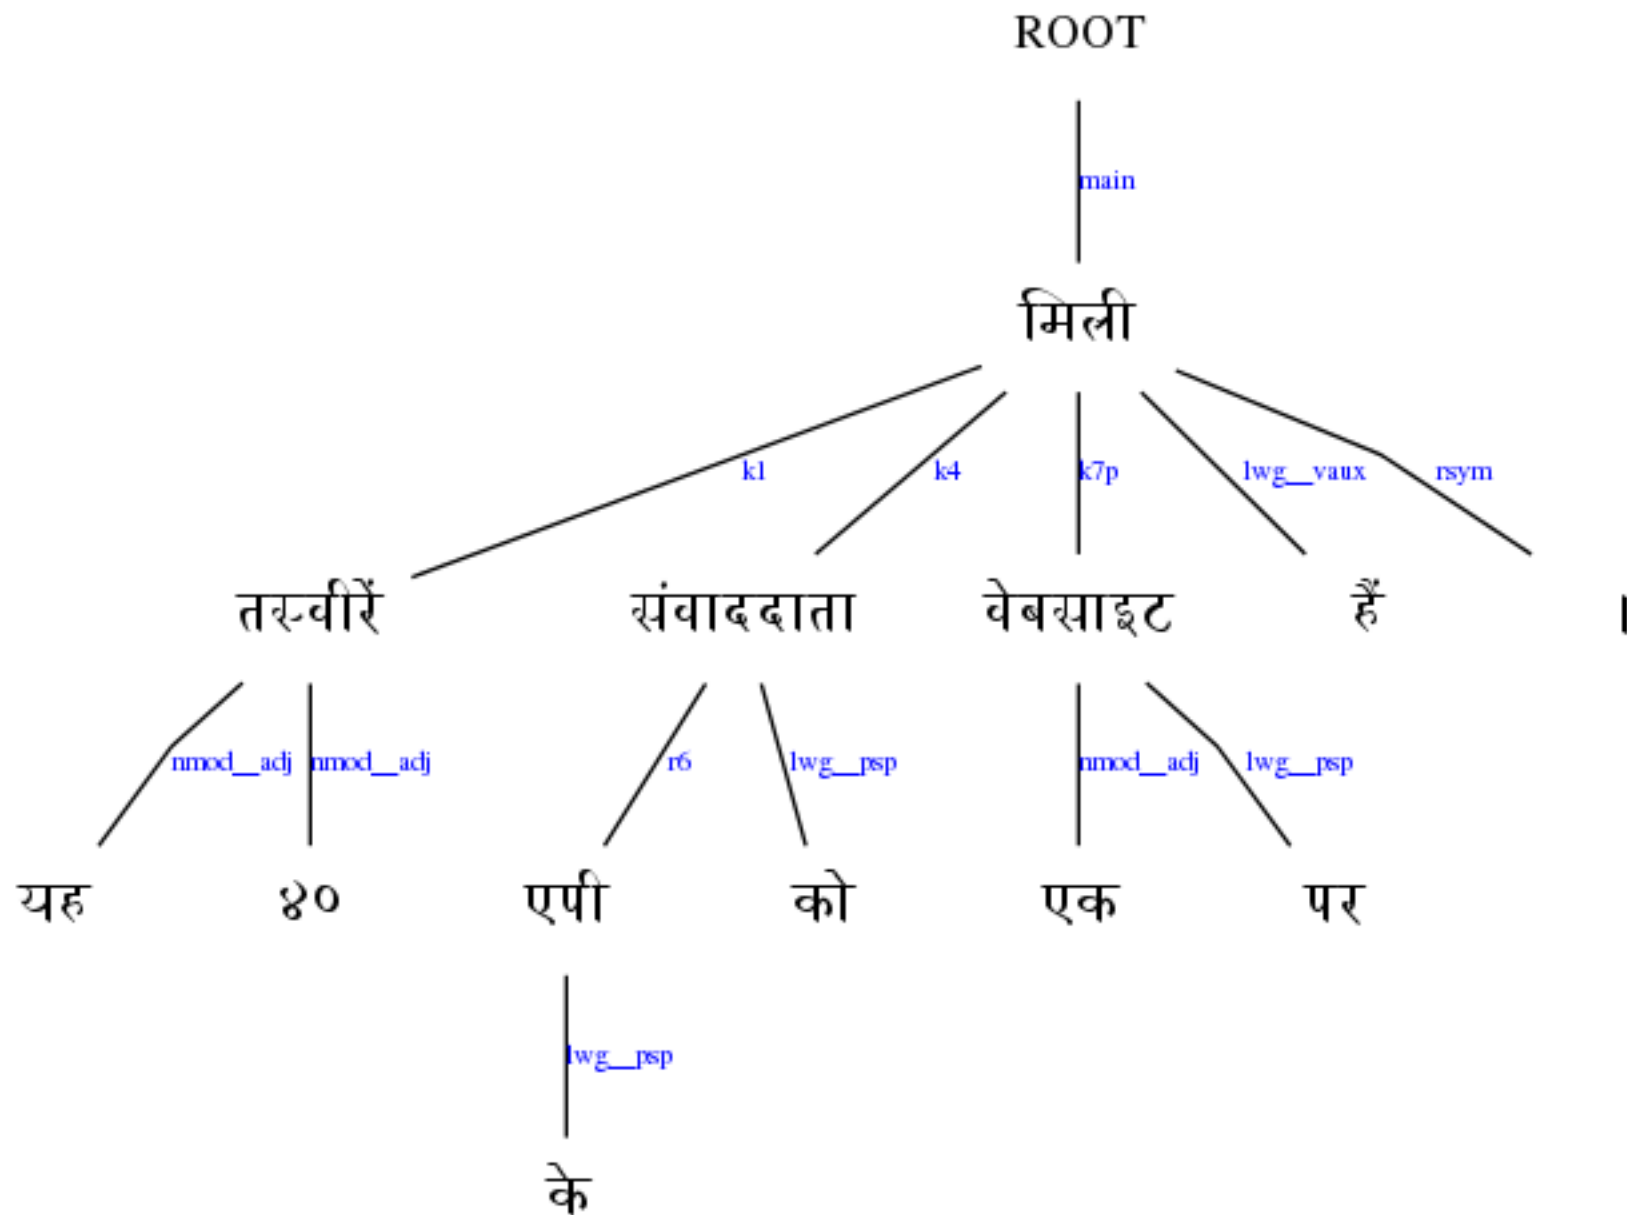 ROOT
main
मिली
k1 k4 k7p lwg__vaux rsym
तस्वीरें संवाददाता वेबसाइट हैं ।
nmod__adj nmod__adj r6 lwg__psp nmod__adj lwg__psp
यह ४० एपी को एक पर
lwg__psp
के